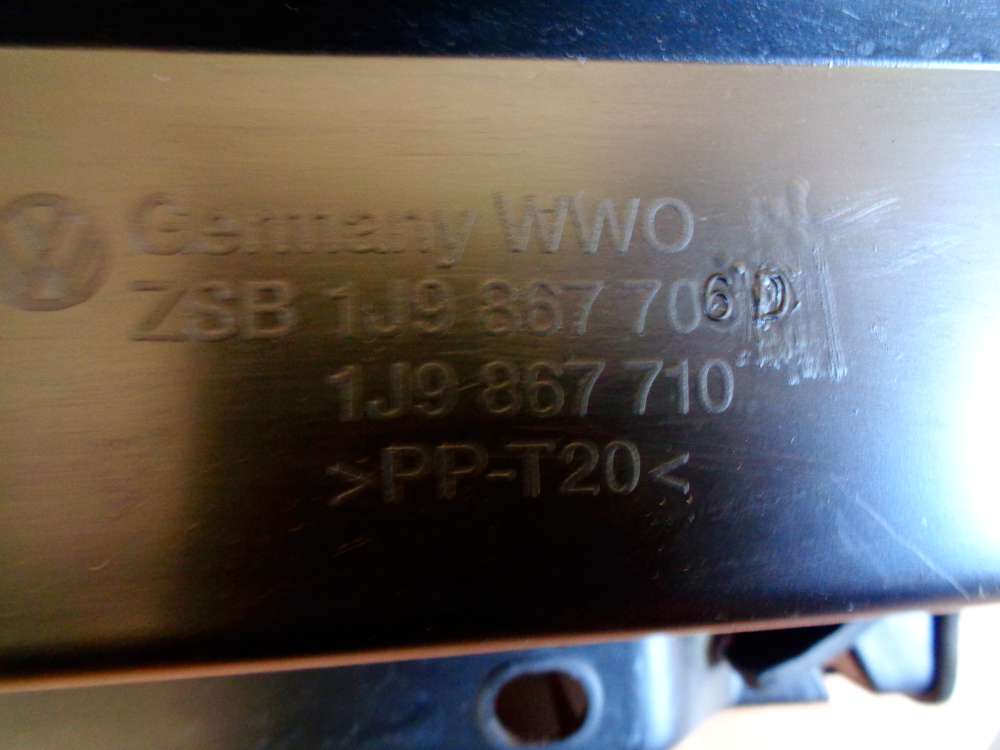 Germany WWO
ZSB 1J9 867 706 D
1J9 867 710
>PP-T20<